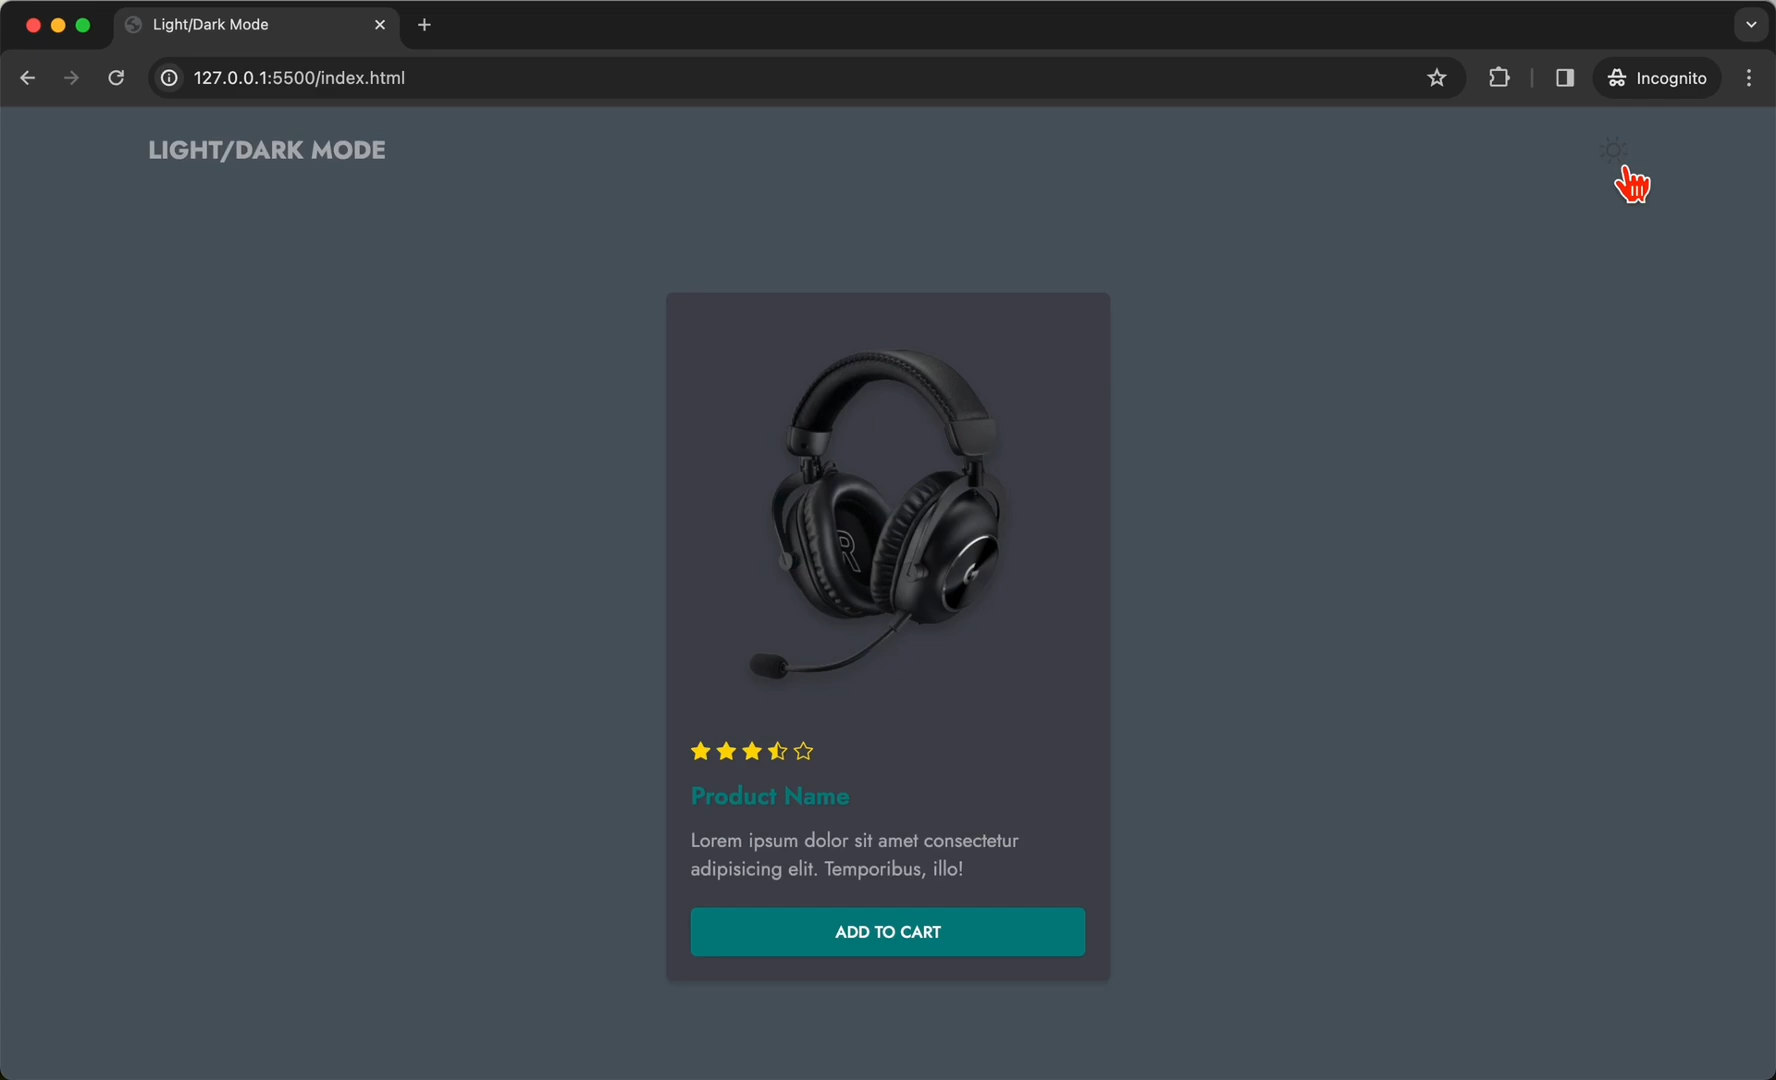 Light/Dark Mode
127.0.0.1:5500/index.html
Incognito
LIGHT/DARK MODE
R
G
Product Name
Lorem ipsum dolor sit amet consectetur
adipisicing elit. Temporibus, illo!
ADD TO CART